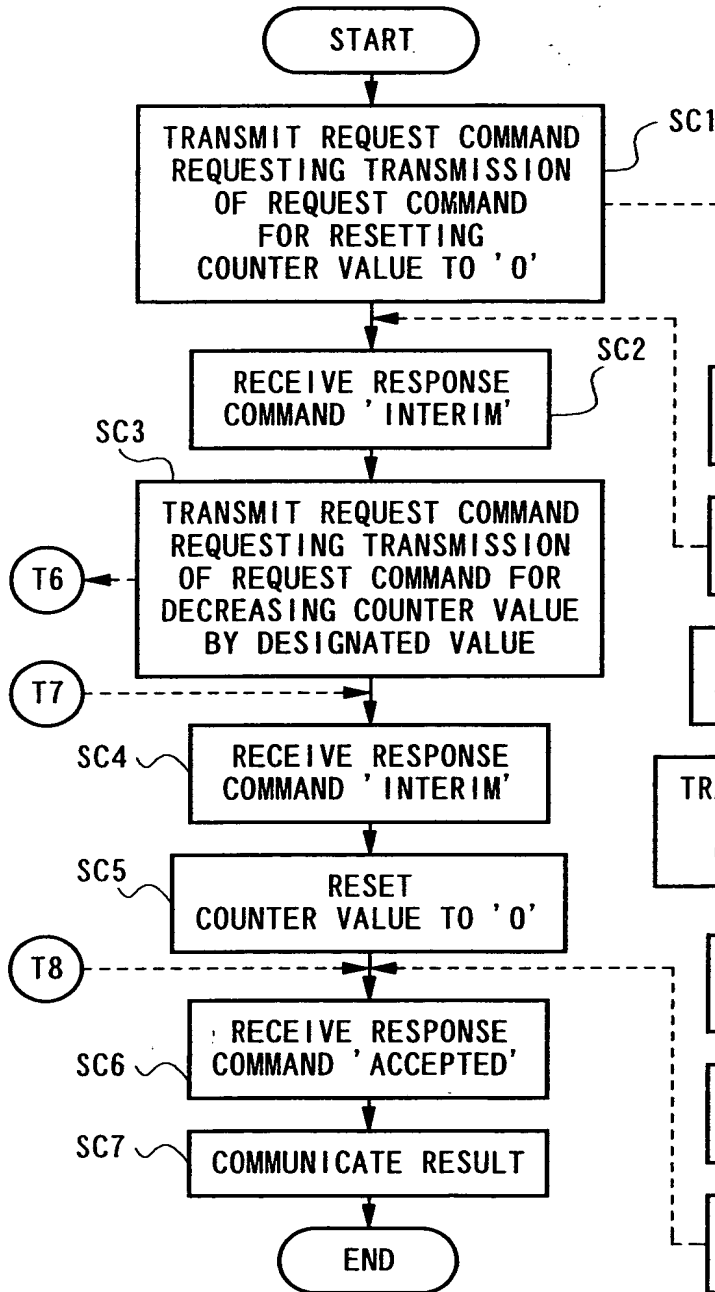 START
SC1
TRANSMIT REQUEST COMMAND
REQUESTING TRANSMISSION
OF REQUEST COMMAND
FOR RESETTING
COUNTER VALUE TO '0'
SC2
RECEIVE RESPONSE
COMMAND 'INTERIM'
SC3
TRANSMIT REQUEST COMMAND
REQUESTING TRANSMISSION
OF REQUEST COMMAND FOR
DECREASING COUNTER VALUE
BY DESIGNATED VALUE
T6
T7
SC4
RECEIVE RESPONSE
COMMAND 'INTERIM'
TRA
SC5
RESET
COUNTER VALUE TO '0'
T8
RECEIVE RESPONSE
COMMAND 'ACCEPTED'
SC6
SC7
COMMUNICATE RESULT
END